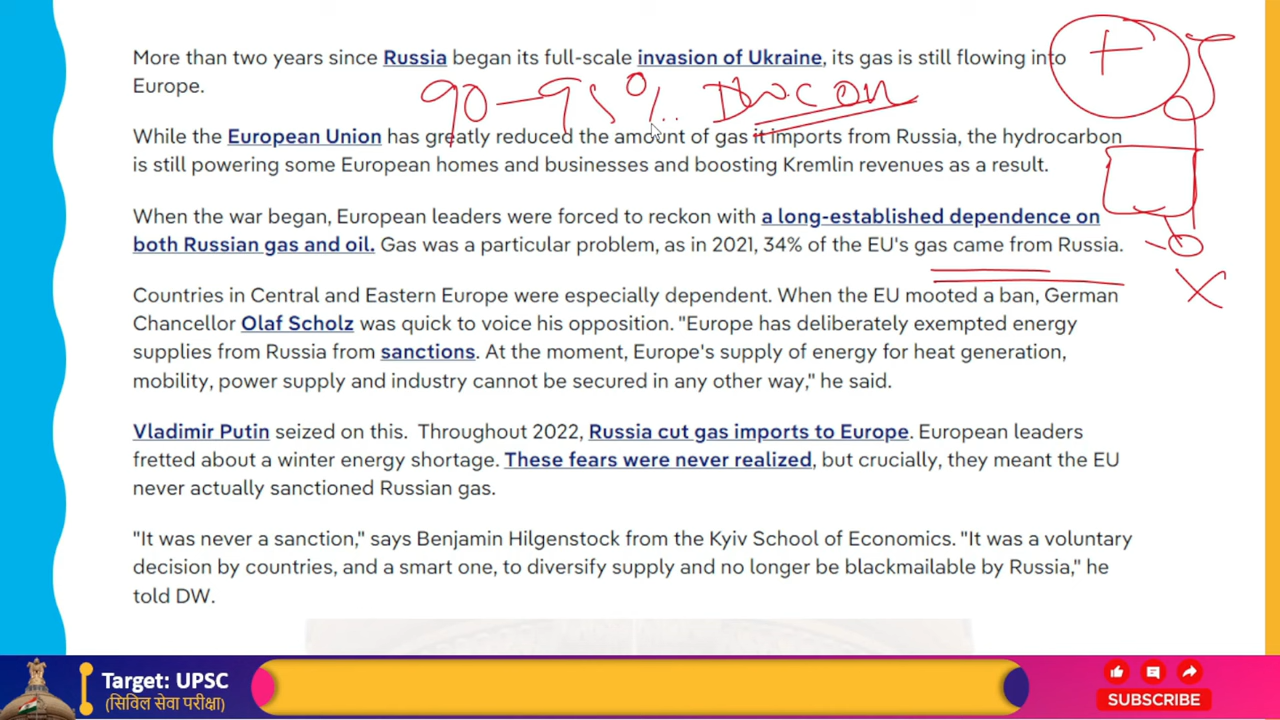 More than two years since Russia began its full-scale invasion of Ukraine, its gas is still flowing into
Europe.
90-95%
While the European Union has greatly reduced the amount of gas it imports from Russia, the hydrocarbon
is still powering some European homes and businesses and boosting Kremlin revenues as a result.
When the war began, European leaders were forced to reckon with a long-established dependence on
both Russian gas and oil. Gas was a particular problem, as in 2021, 34% of the EU's gas came from Russia.
Countries in Central and Eastern Europe were especially dependent. When the EU mooted a ban, German
Chancellor Olaf Scholz was quick to voice his opposition. "Europe has deliberately exempted energy
supplies from Russia from sanctions. At the moment, Europe's supply of energy for heat generation,
mobility, power supply and industry cannot be secured in any other way," he said.
Vladimir Putin seized on this.  Throughout 2022, Russia cut gas imports to Europe. European leaders
fretted about a winter energy shortage. These fears were never realized, but crucially, they meant the EU
never actually sanctioned Russian gas.
"It was never a sanction," says Benjamin Hilgenstock from the Kyiv School of Economics. "It was a voluntary
decision by countries, and a smart one, to diversify supply and no longer be blackmailable by Russia," he
told DW.
Target: UPSC
(सिविल सेवा परीक्षा)
SUBSCRIBE